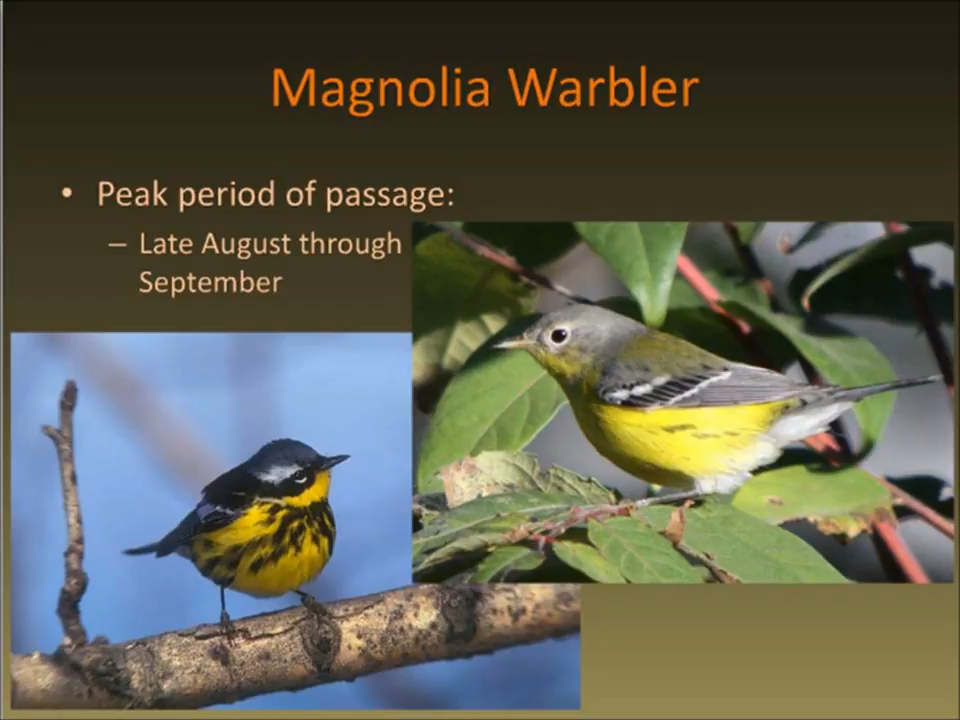 Magnolia Warbler
• Peak period of passage:
– Late August through
September